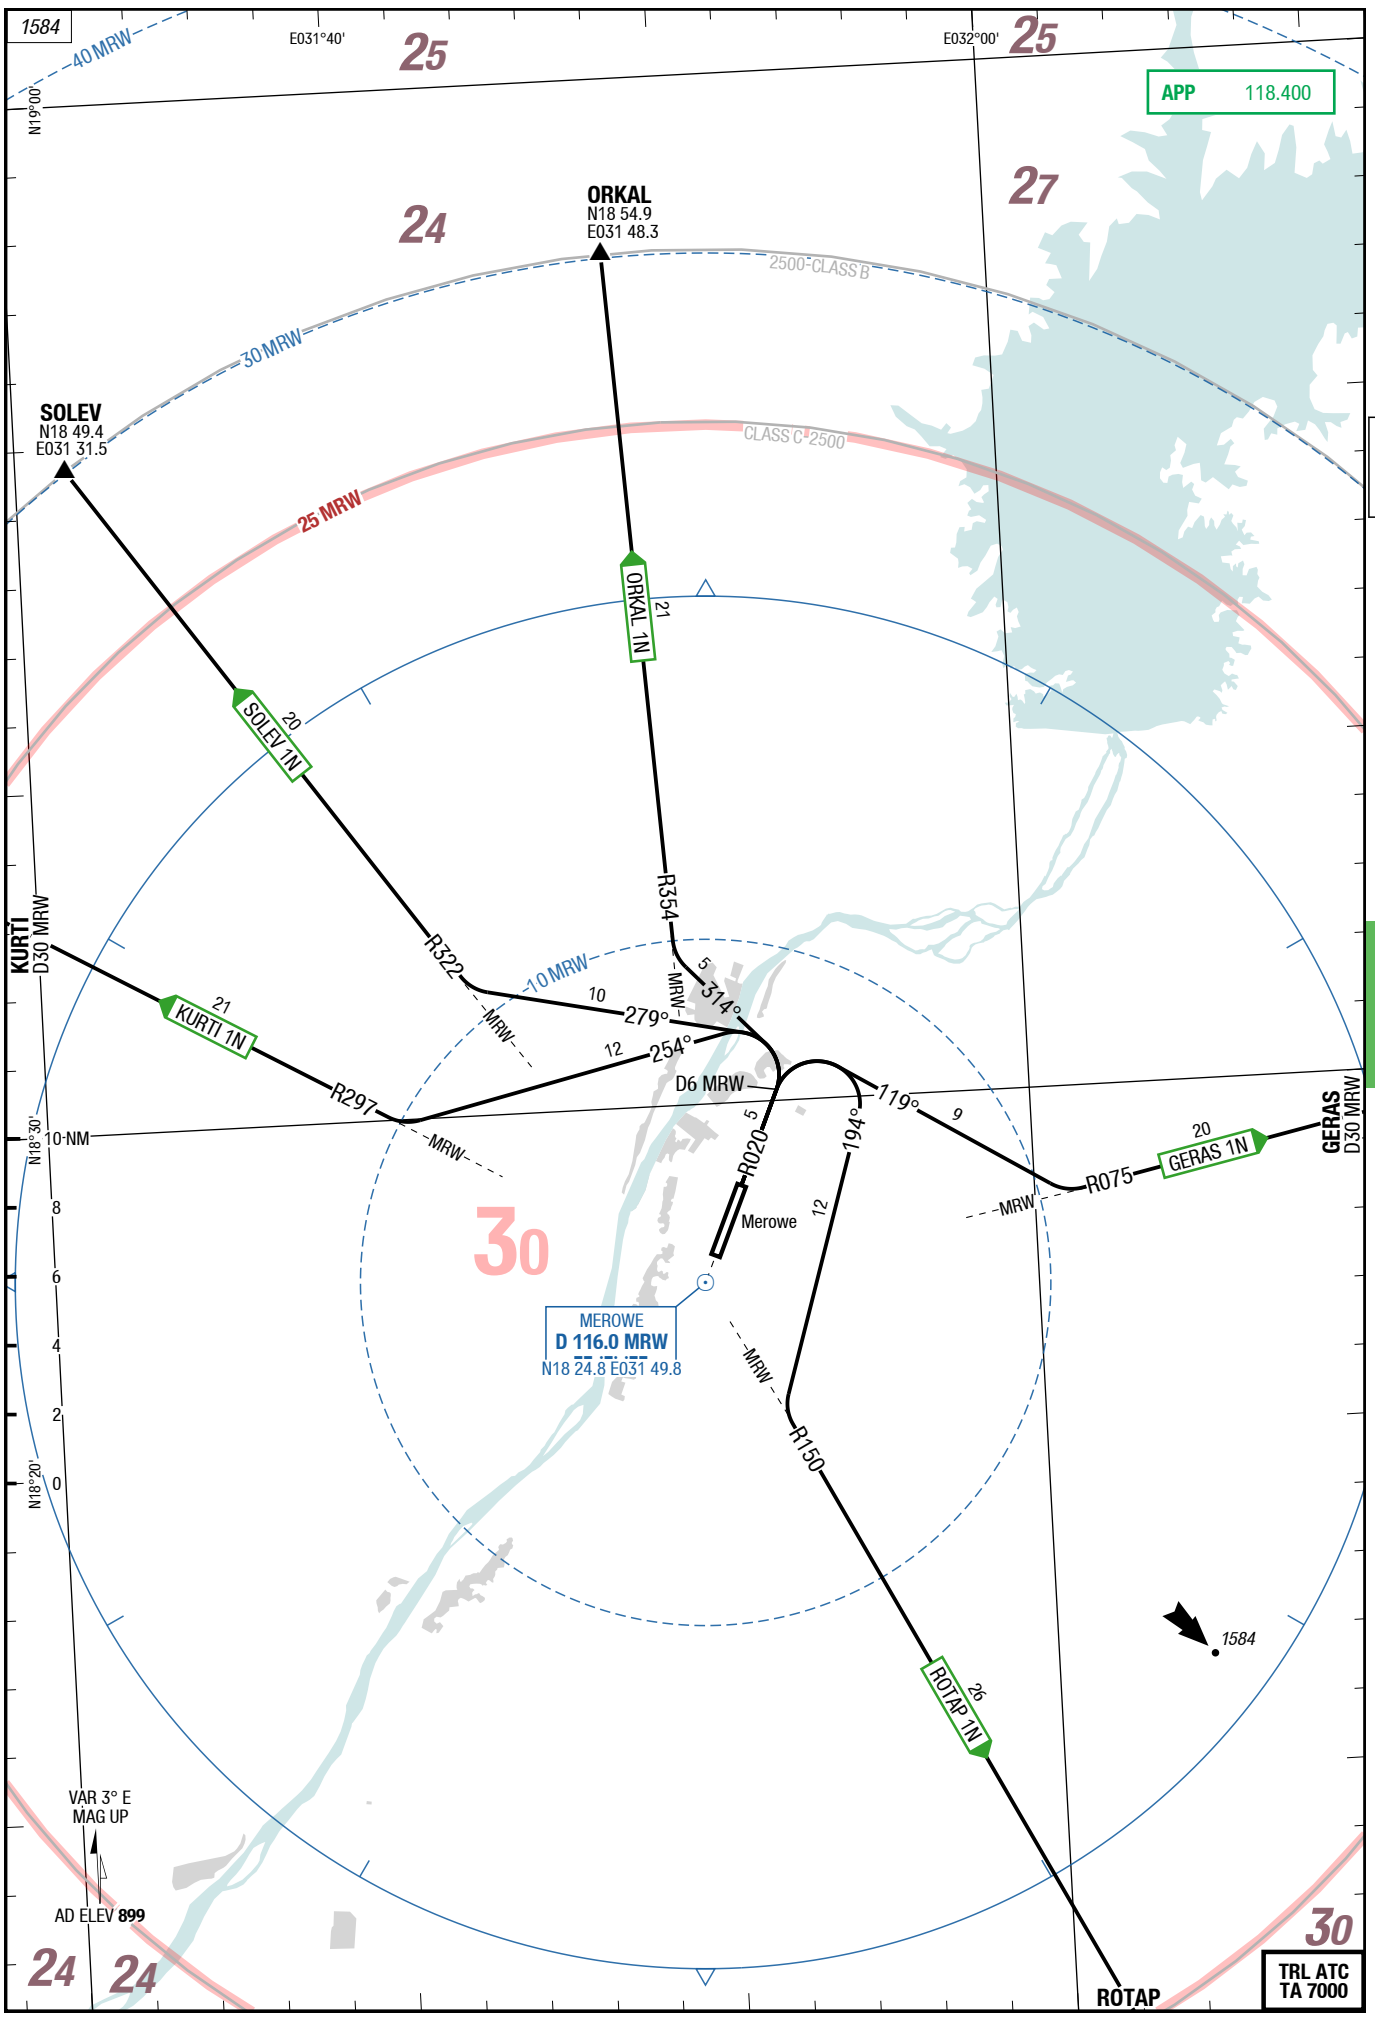 1584
40 MRW
E031°40'
25
E032°00'
25
APP 118.400
N19°00'
27
24
ORKAL
N18 54.9
E031 48.3
2500-CLASS B
30 MRW
SOLEV
N18 49.4
E031 31.5
CLASS C 2500
25 MRW
ORKAL 1N
21
SOLEV 1N
20
R354
KURTI
D30 MRW
R322
10 MRW
5
314°
MRW
10
279°
MRW
21
KURTI 1N
12
254°
D6 MRW
R297
119°
9
5
R020
194°
GERAS
D30 MRW
20
GERAS 1N
R075
MRW
N18°30'
10 NM
MRW
8
6
4
2
0
30
12
Merowe
MEROWE
D 116.0 MRW
N18 24.8 E031 49.8
MRW
R150
N18°20'
26
ROTAP 1N
1584
VAR 3° E
MAG UP
AD ELEV 899
24
24
30
TRL ATC
TA 7000
ROTAP